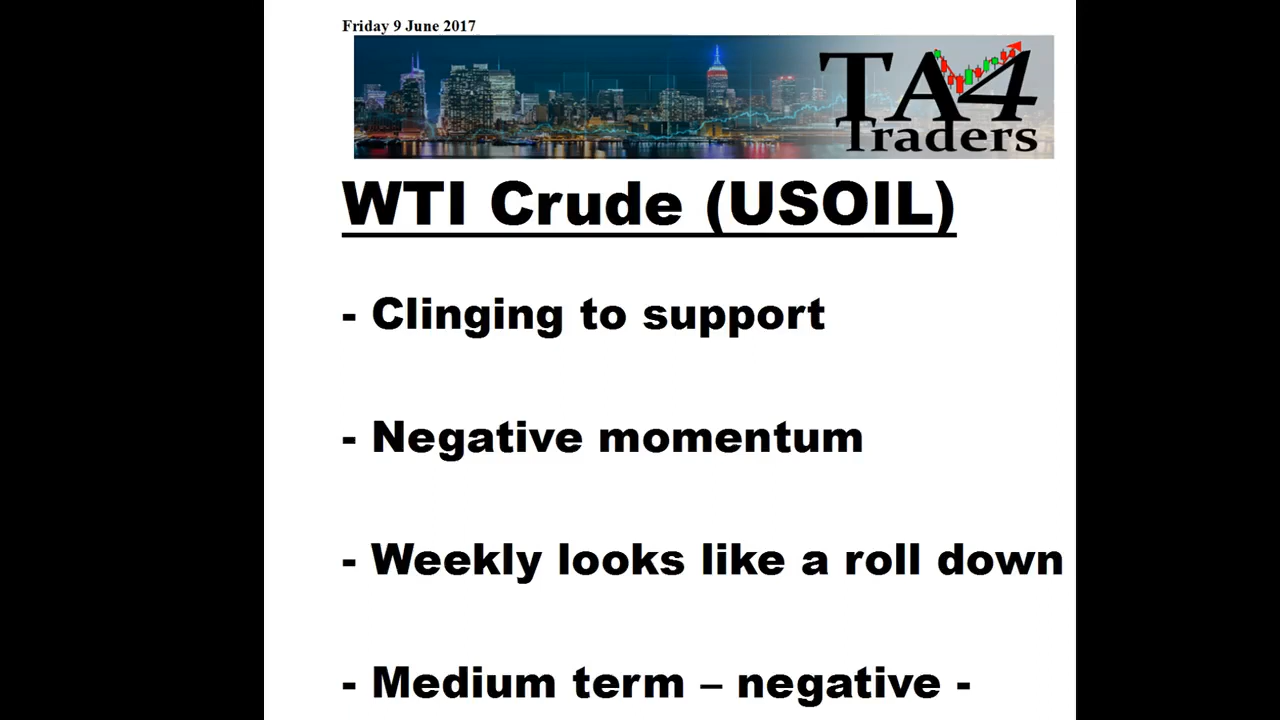 Friday 9 June 2017
TA4
Traders
WTI Crude (USOIL)
- Clinging to support
- Negative momentum
- Weekly looks like a roll down
- Medium term – negative -